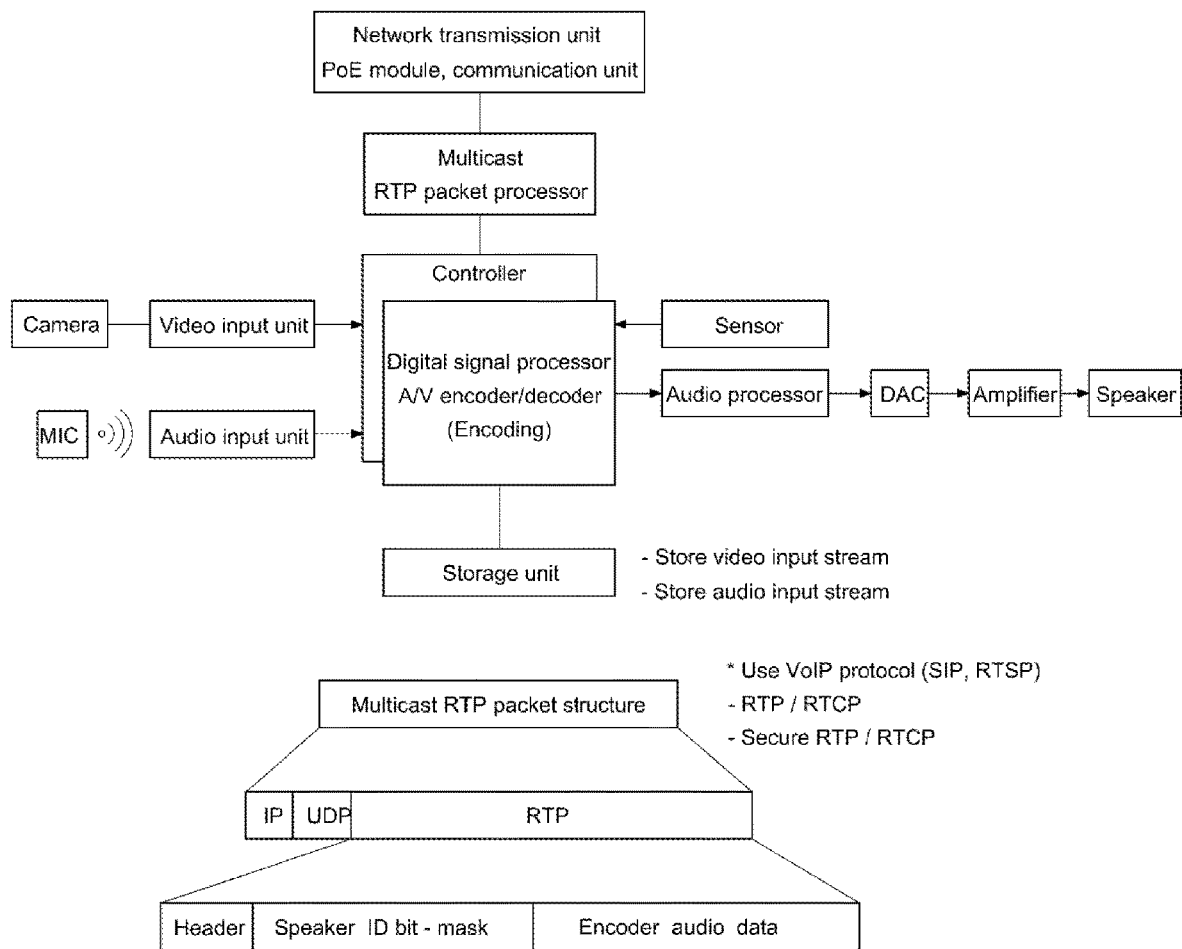 Network transmission unit
PoE module, communication unit
Multicast
RTP packet processor
Controller
Camera
Video input unit
Sensor
Digital signal processor
A/V encoder/decoder
(Encoding)
Audio processor
DAC
Amplifier
Speaker
MIC
Audio input unit
Storage unit
- Store video input stream
- Store audio input stream
* Use VoIP protocol (SIP, RTSP)
- RTP / RTCP
- Secure RTP / RTCP
Multicast RTP packet structure
IP
UDP
RTP
Header
Speaker ID bit - mask
Encoder audio data